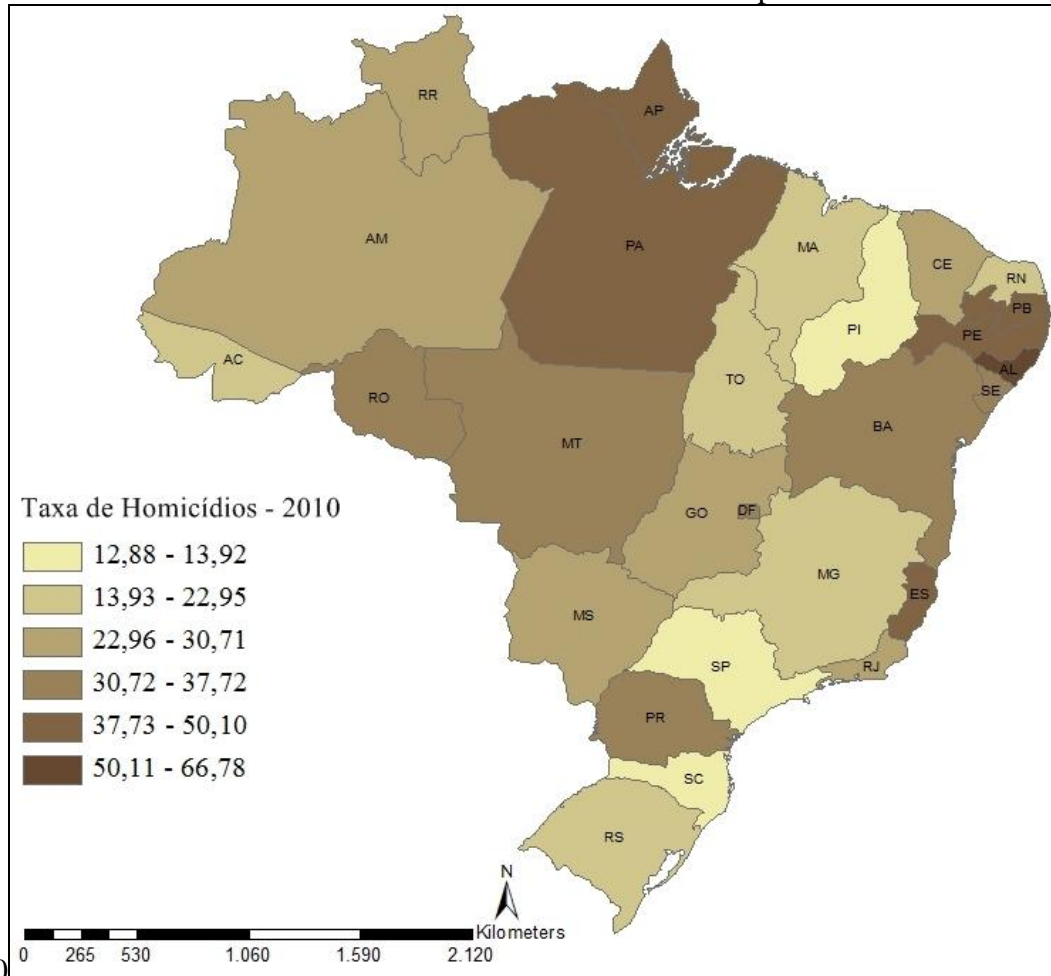 RR
AP
AM
PA
MA
CE
RN
PB
PE
PI
AL
SE
AC
TO
RO
BA
MT
GO
DF
MG
ES
MS
SP
RJ
PR
SC
RS
Taxa de Homicídios - 2010
12,88 - 13,92
13,93 - 22,95
22,96 - 30,71
30,72 - 37,72
37,73 - 50,10
50,11 - 66,78
N
Kilometers
0 265 530 1.060 1.590 2.120